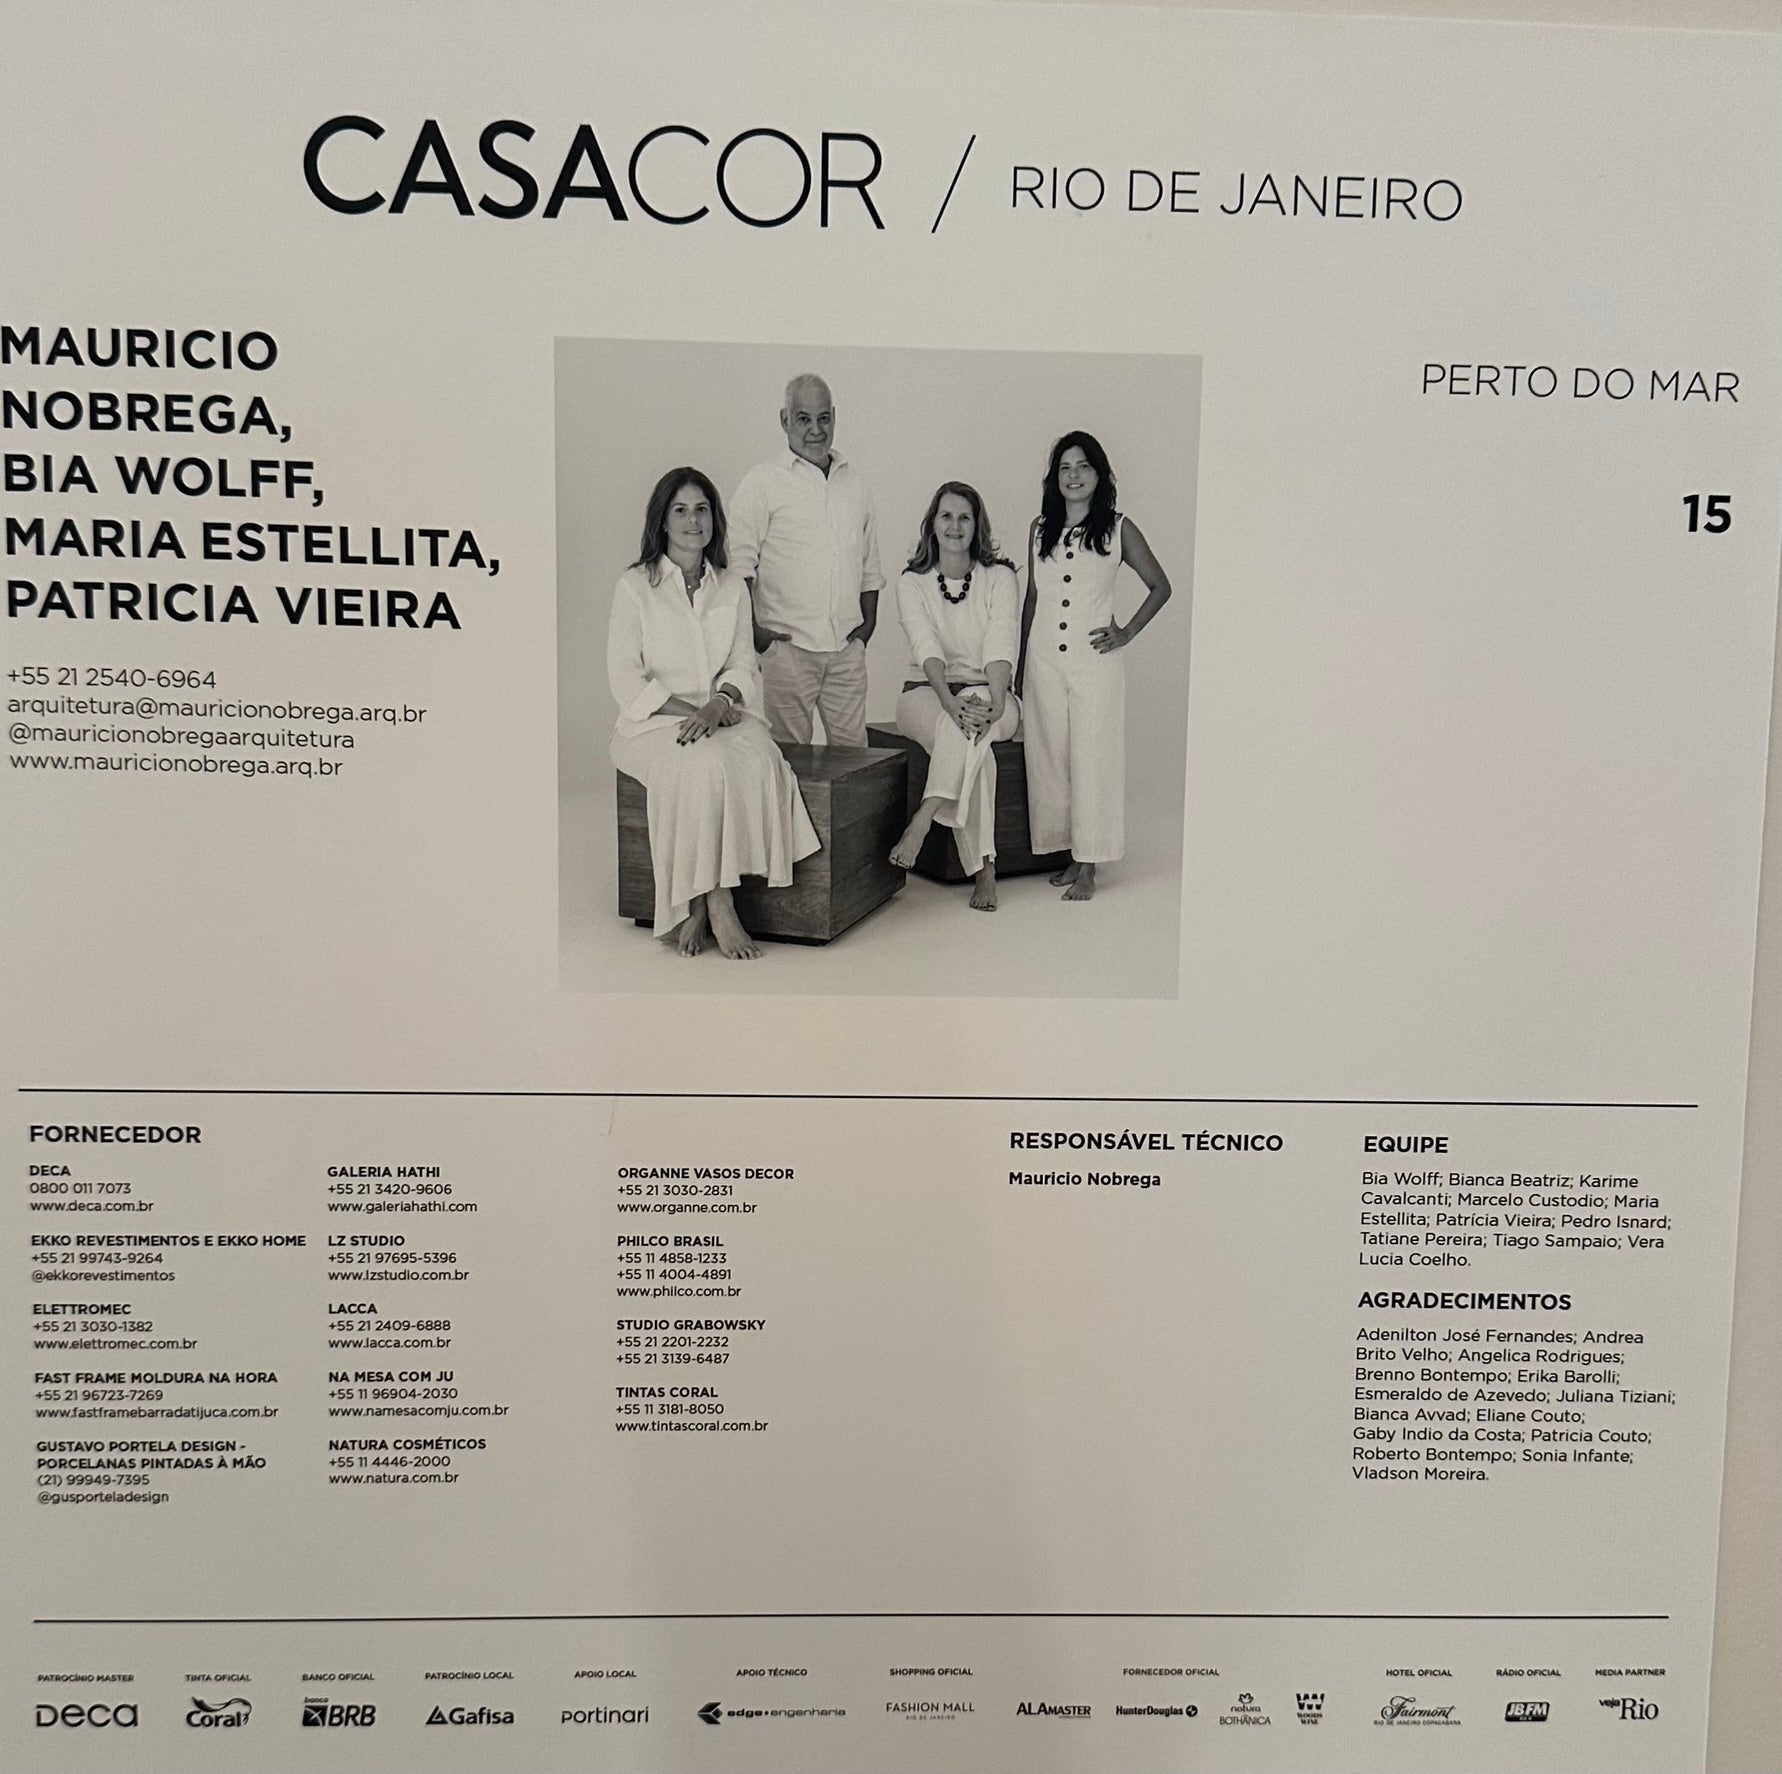 CASACOR / RIO DE JANEIRO
MAURICIO
NOBREGA,
BIA WOLFF,
MARIA ESTELLITA,
PATRICIA VIEIRA
+55 21 2540-6964
arquitetura@mauricionobrega.arq.br
@mauricionobregaarquitetura
www.mauricionobrega.arq.br
PERTO DO MAR
15
FORNECEDOR
DECA
0800 011 7073
www.deca.com.br
EKKO REVESTIMENTOS E EKKO HOME
+55 21 99743-9264
@ekkorevestimentos
ELETTROMEC
+55 21 3030-1382
www.elettromec.com.br
FAST FRAME MOLDURA NA HORA
+55 21 96723-7269
www.fastframebarradatijuca.com.br
GUSTAVO PORTELA DESIGN -
PORCELANAS PINTADAS À MÃO
(21) 99949-7395
@gusporteladesign
GALERIA HATHI
+55 21 3420-9606
www.galeriahathi.com
LZ STUDIO
+55 21 97695-5396
www.lzstudio.com.br
LACCA
+55 21 2409-6888
www.lacca.com.br
NA MESA COM JU
+55 11 96904-2030
www.namesacomju.com.br
NATURA COSMÉTICOS
+55 11 4446-2000
www.natura.com.br
ORGANNE VASOS DECOR
+55 21 3030-2831
www.organne.com.br
PHILCO BRASIL
+55 11 4858-1233
+55 11 4004-4891
www.philco.com.br
STUDIO GRABOWSKY
+55 21 2201-2232
+55 21 3139-6487
TINTAS CORAL
+55 11 3181-8050
www.tintascoral.com.br
RESPONSÁVEL TÉCNICO
Mauricio Nobrega
EQUIPE
Bia Wolff; Bianca Beatriz; Karime
Cavalcanti; Marcelo Custodio; Maria
Estellita; Patrícia Vieira; Pedro Isnard;
Tatiane Pereira; Tiago Sampaio; Vera
Lucia Coelho.
AGRADECIMENTOS
Adenilton José Fernandes; Andrea
Brito Velho; Angelica Rodrigues;
Brenno Bontempo; Erika Barolli;
Esmeraldo de Azevedo; Juliana Tiziani;
Bianca Avvad; Eliane Couto;
Gaby Indio da Costa; Patricia Couto;
Roberto Bontempo; Sonia Infante;
Vladson Moreira.
PATROCÍNIO MASTER
Deca
TINTA OFICIAL
Coral
BANCO OFICIAL
banco
BRB
PATROCÍNIO LOCAL
Gafisa
APOIO LOCAL
portinari
APOIO TÉCNICO
edge+engenharia
SHOPPING OFICIAL
FASHION MALL
RIO DE JANEIRO
FORNECEDOR OFICIAL
ALAMASTER
HunterDouglas
natura
BOTHÂNICA
WOODS
WINE
HOTEL OFICIAL
Fairmont
RIO DE JANEIRO COPACABANA
RÁDIO OFICIAL
JBFM
MEDIA PARTNER
veja Rio